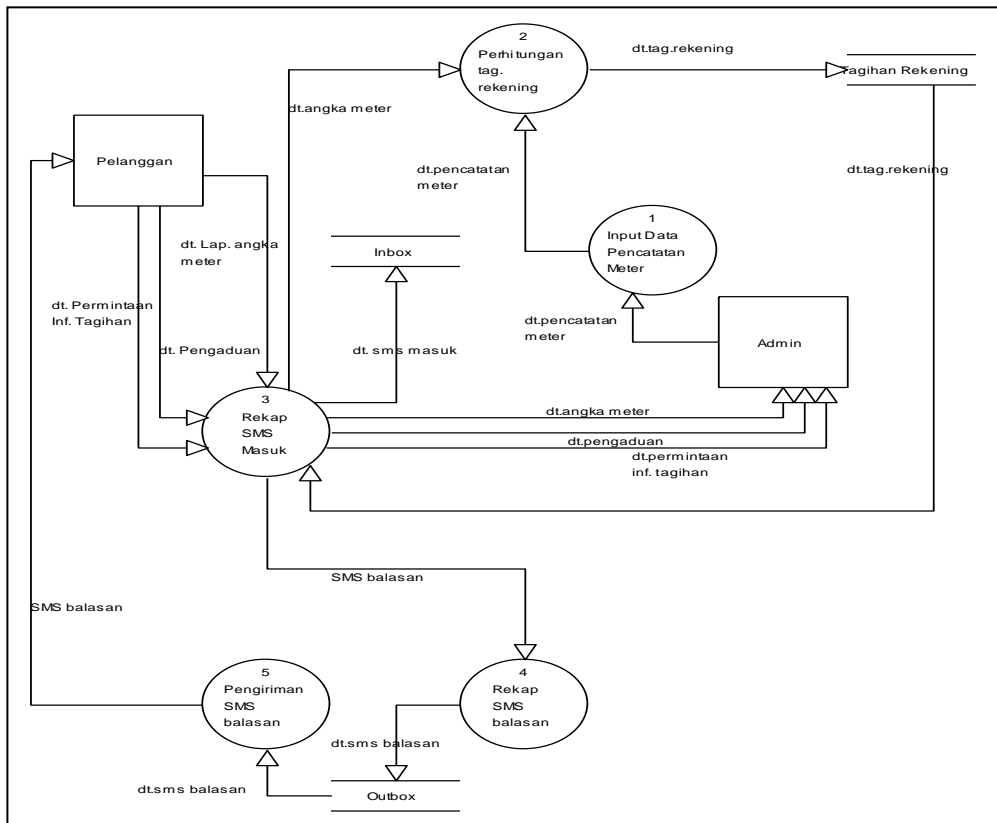 2
Perhitungan
tag.
rekening
dt.tag.rekening
Tagihan Rekening
dt.angka meter
Pelanggan
dt.pencatatan
meter
dt.tag.rekening
1
Input Data
Pencatatan
Meter
dt. Lap. angka
meter
Inbox
dt. Permintaan
Inf. Tagihan
dt.pencatatan
meter
Admin
dt. Pengaduan
dt. sms masuk
3
Rekap
SMS
Masuk
dt.angka meter
dt.pengaduan
dt.permintaan
inf. tagihan
SMS balasan
SMS balasan
5
Pengiriman
SMS
balasan
4
Rekap
SMS
balasan
dt.sms balasan
dt.sms balasan
Outbox